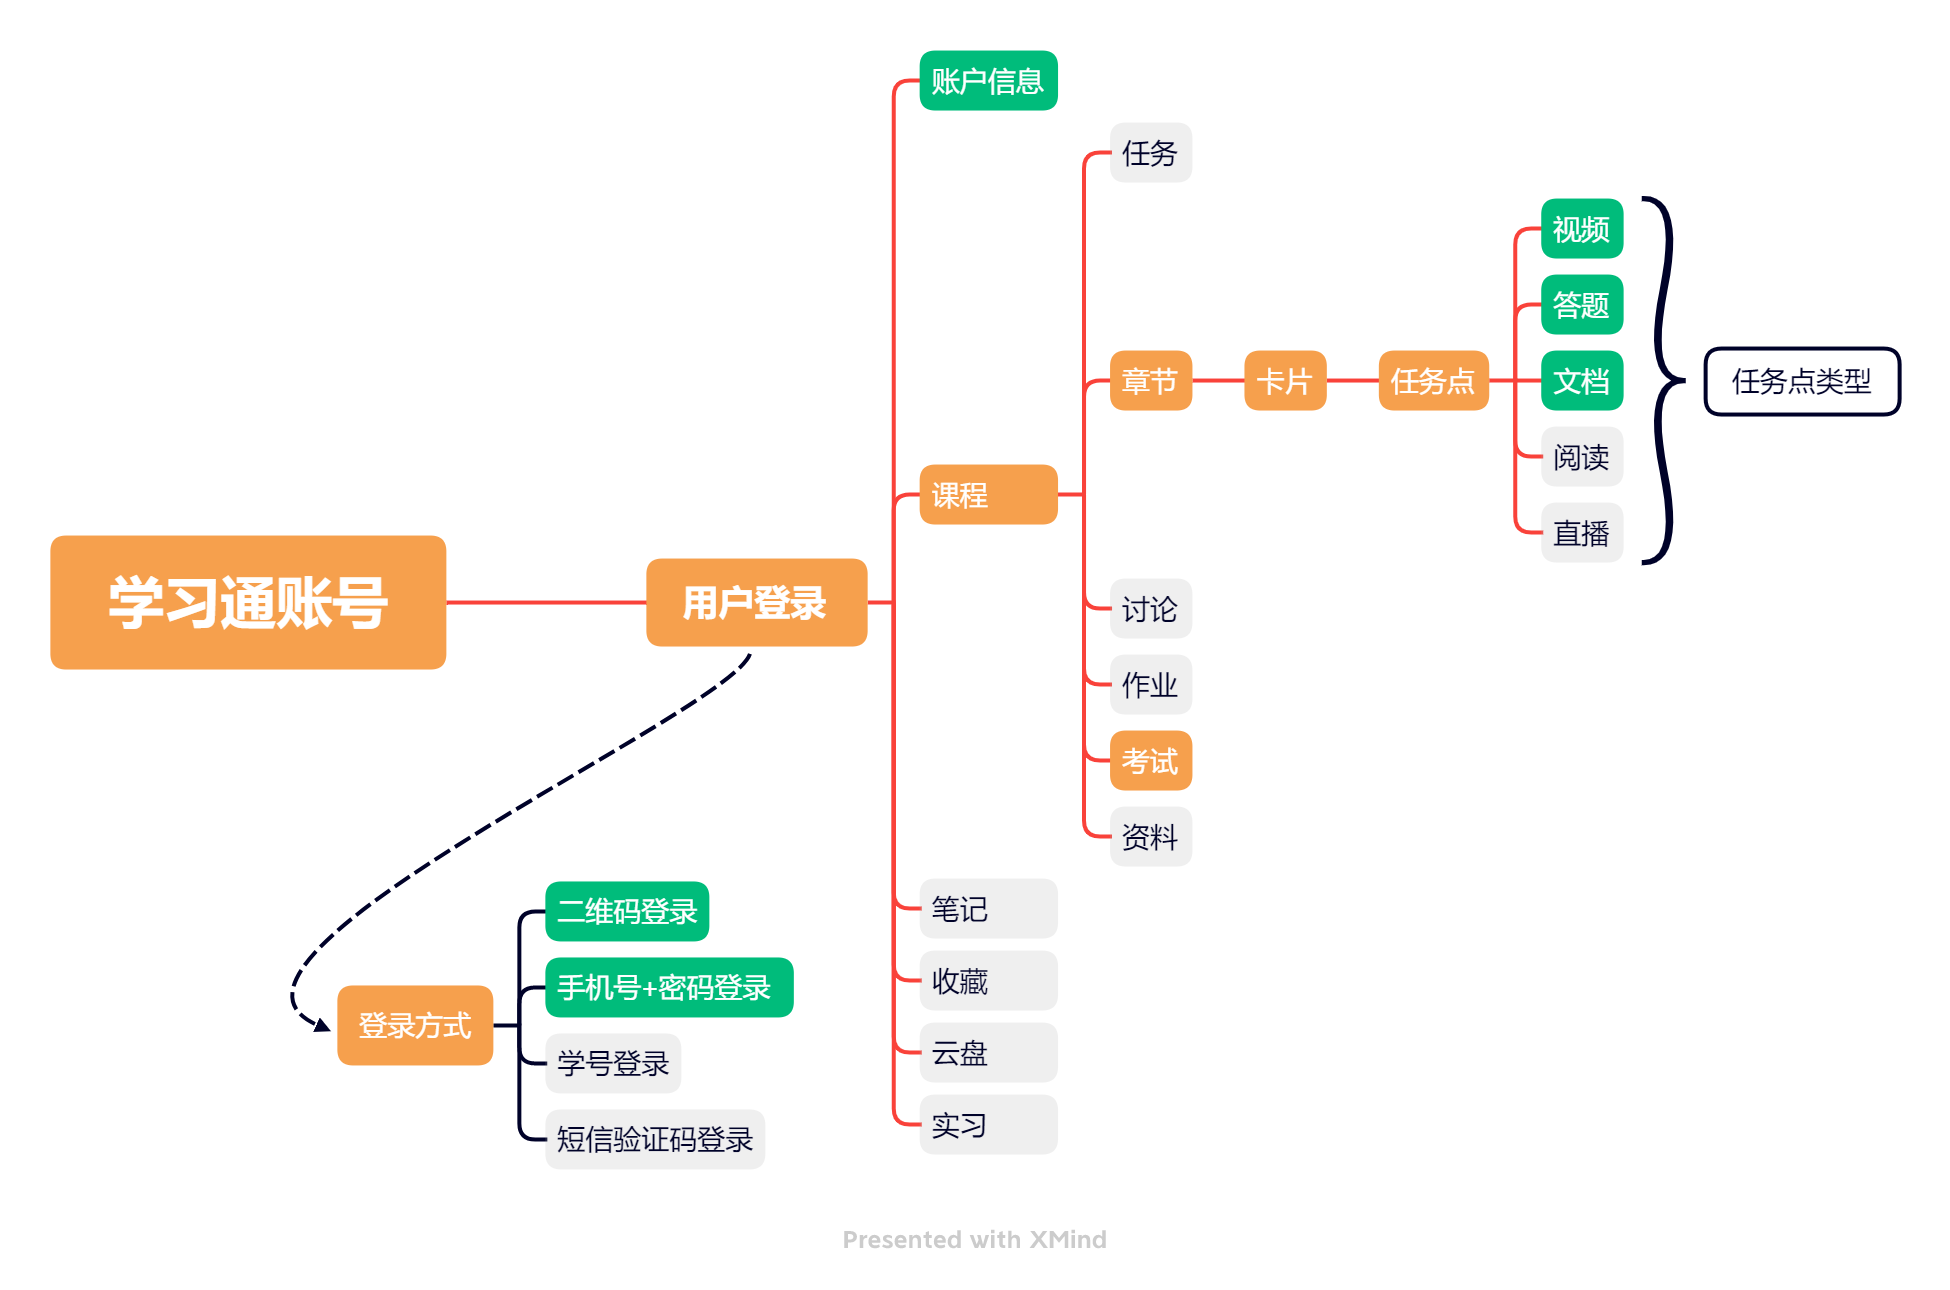 学习通账号
用户登录
账户信息
课程
任务
章节
卡片
任务点
视频
答题
文档
阅读
直播
任务点类型
讨论
作业
考试
资料
笔记
收藏
云盘
实习
登录方式
二维码登录
手机号+密码登录
学号登录
短信验证码登录
Presented with XMind